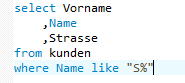 select Vorname
,Name
,Strasse
from kunden
where Name like "S%"